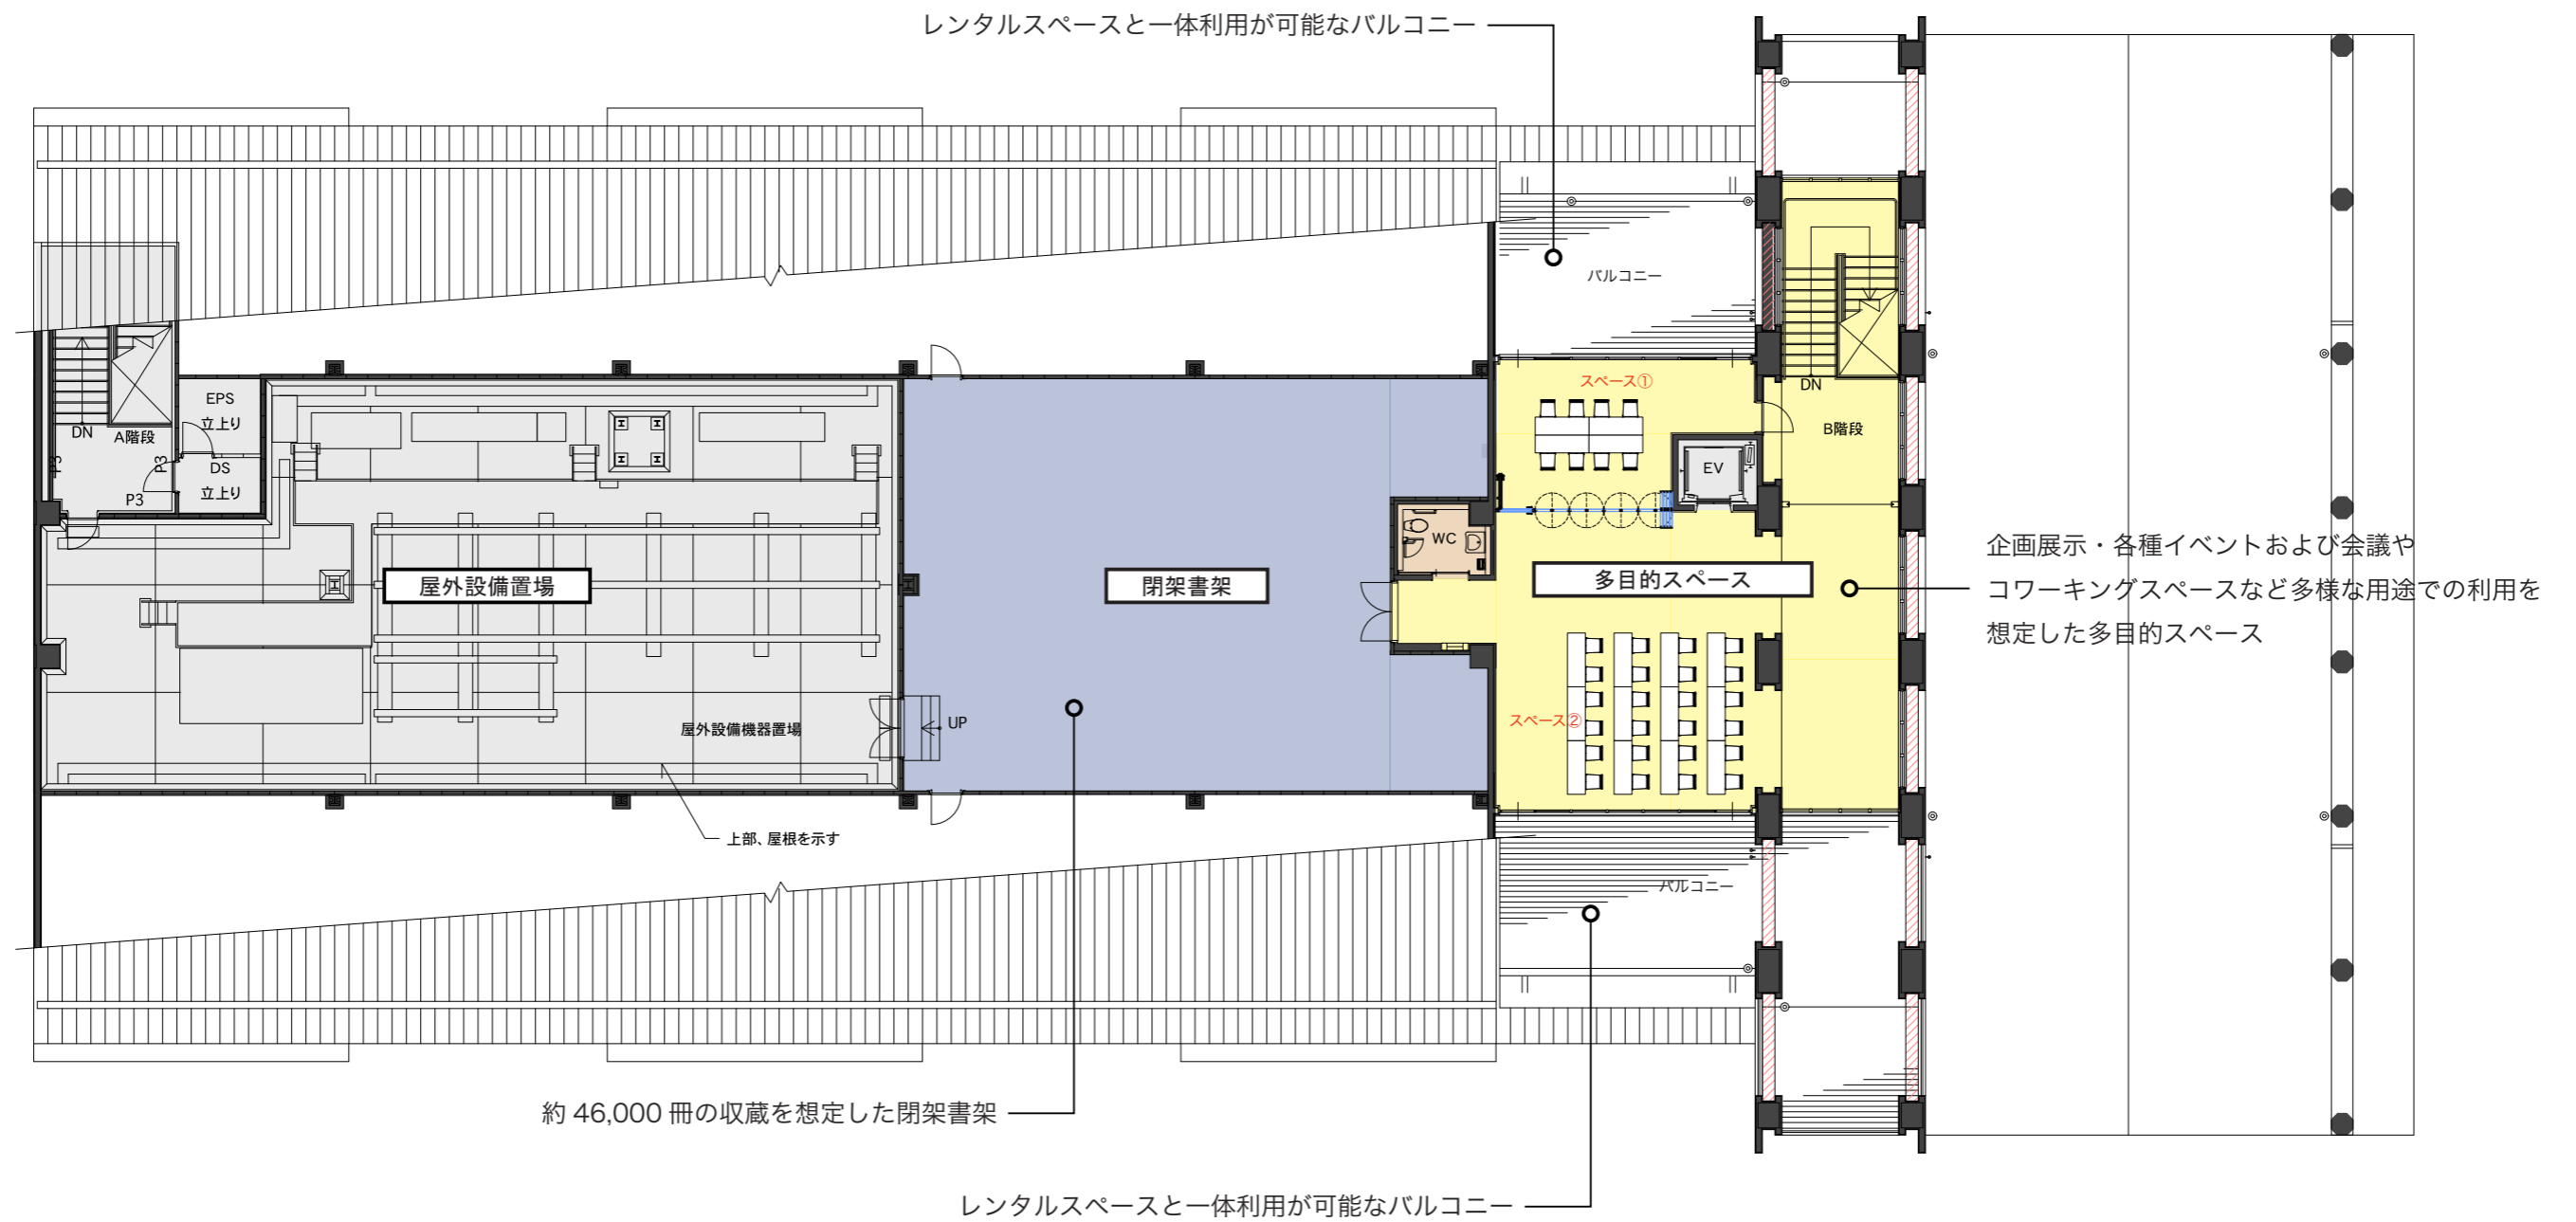 レンタルスペースと一体利用が可能なバルコニー
バルコニー
スペース①
EPS
立上り
DN
A階段
DS
立上り
P3
P3
P3
DN
B階段
EV
WC
企画展示・各種イベントおよび会議や
コワーキングスペースなど多様な用途での利用を
想定した多目的スペース
屋外設備置場
閉架書架
多目的スペース
スペース②
屋外設備機器置場
UP
上部、屋根を示す
バルコニー
約 46,000 冊の収蔵を想定した閉架書架
レンタルスペースと一体利用が可能なバルコニー